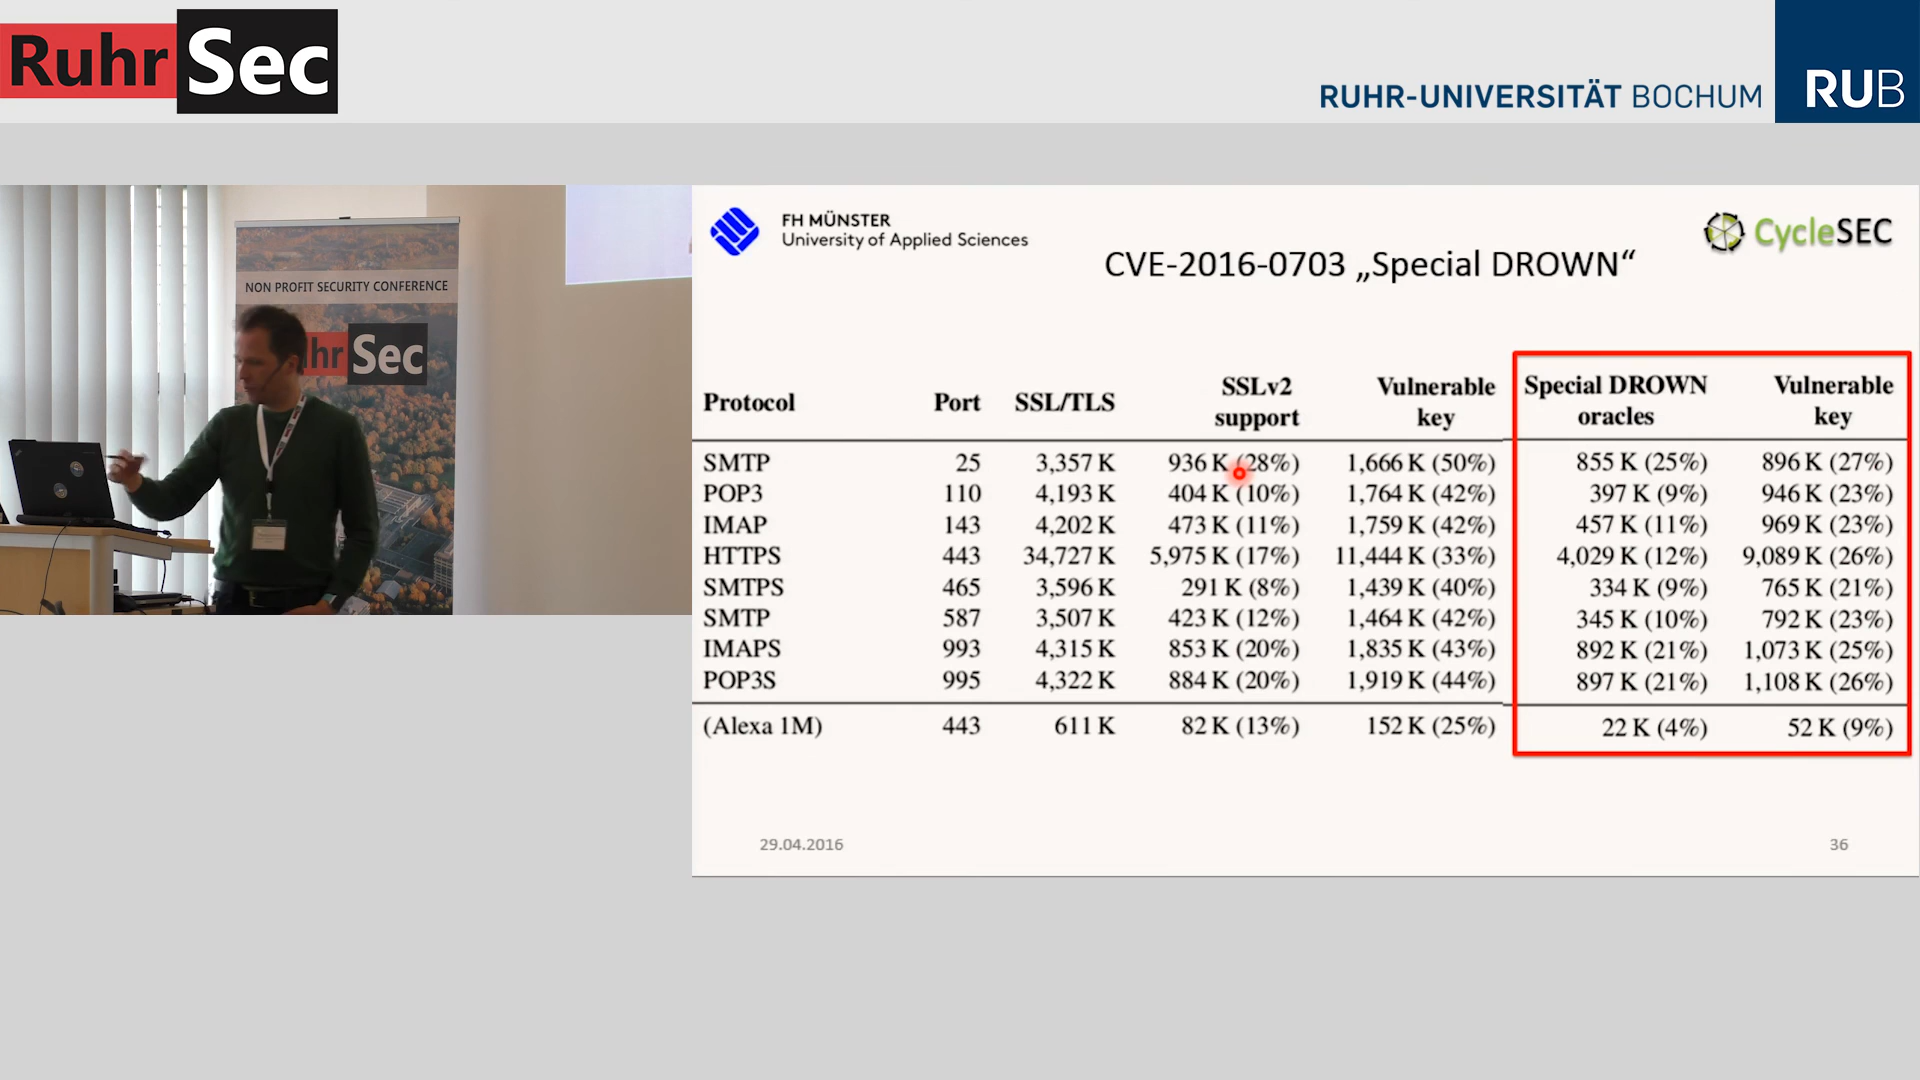 RuhrSec
RUHR-UNIVERSITÄT BOCHUM
RUB
NON PROFIT SECURITY CONFERENCE
hrSec
FH MÜNSTER
University of Applied Sciences
CycleSEC
CVE-2016-0703 „Special DROWN“
Protocol Port SSL/TLS SSLv2 support Vulnerable key Special DROWN oracles Vulnerable key
SMTP 25 3,357 K 936 K (28%) 1,666 K (50%) 855 K (25%) 896 K (27%)
POP3 110 4,193 K 404 K (10%) 1,764 K (42%) 397 K (9%) 946 K (23%)
IMAP 143 4,202 K 473 K (11%) 1,759 K (42%) 457 K (11%) 969 K (23%)
HTTPS 443 34,727 K 5,975 K (17%) 11,444 K (33%) 4,029 K (12%) 9,089 K (26%)
SMTPS 465 3,596 K 291 K (8%) 1,439 K (40%) 334 K (9%) 765 K (21%)
SMTP 587 3,507 K 423 K (12%) 1,464 K (42%) 345 K (10%) 792 K (23%)
IMAPS 993 4,315 K 853 K (20%) 1,835 K (43%) 892 K (21%) 1,073 K (25%)
POP3S 995 4,322 K 884 K (20%) 1,919 K (44%) 897 K (21%) 1,108 K (26%)
(Alexa 1M) 443 611 K 82 K (13%) 152 K (25%) 22 K (4%) 52 K (9%)
29.04.2016
36